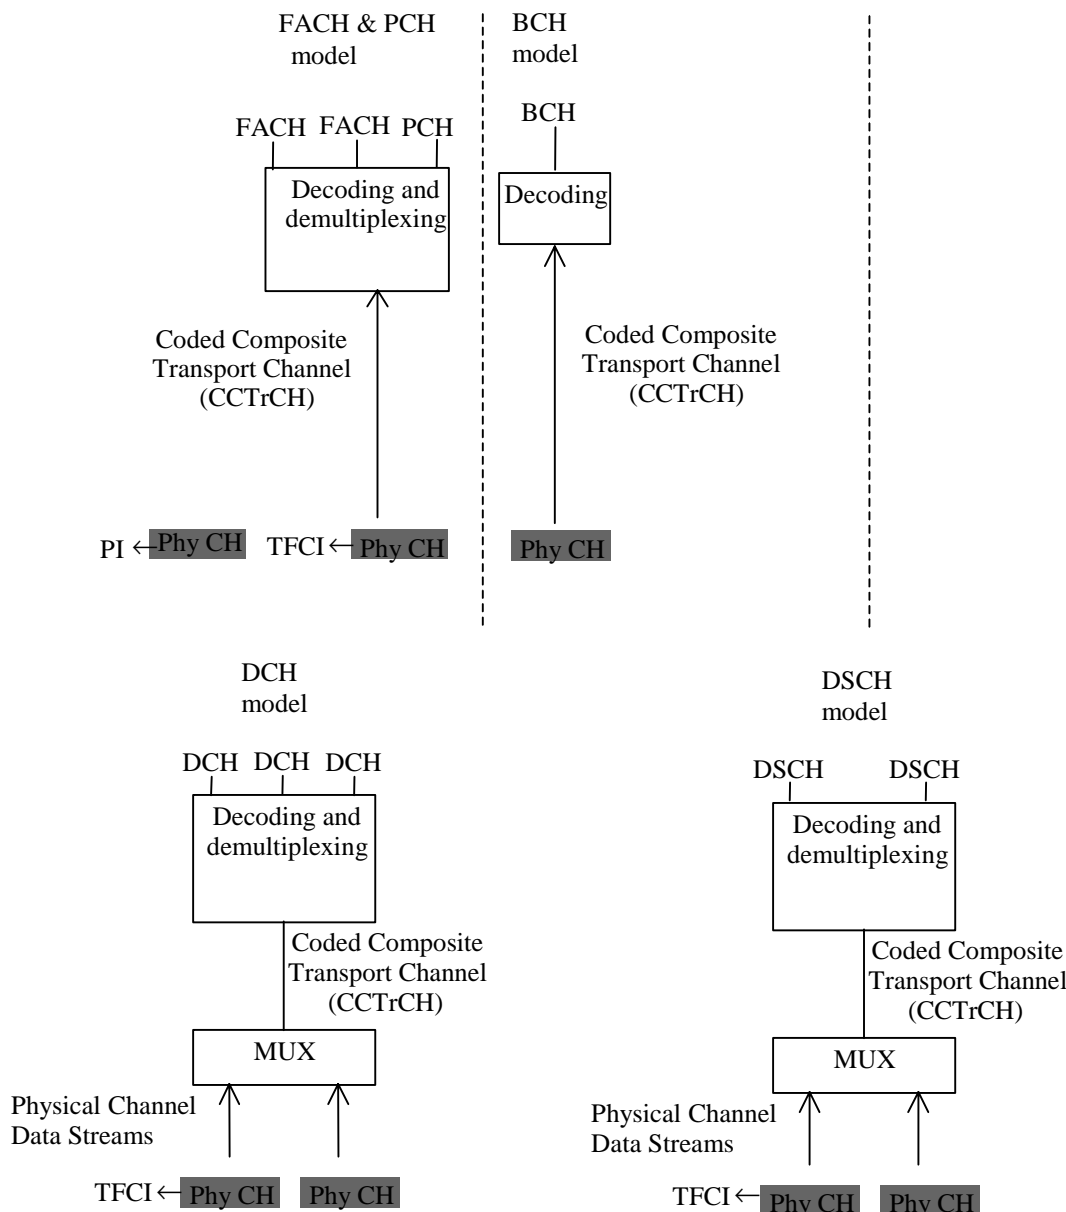 FACH & PCH
model
BCH
model
FACH FACH PCH
BCH
Decoding and
demultiplexing
Decoding
Coded Composite
Transport Channel
(CCTrCH)
Coded Composite
Transport Channel
(CCTrCH)
PI
Phy CH
TFCI
Phy CH
Phy CH
DCH
model
DSCH
model
DCH DCH DCH
DSCH DSCH
Decoding and
demultiplexing
Decoding and
demultiplexing
Coded Composite
Transport Channel
(CCTrCH)
Coded Composite
Transport Channel
(CCTrCH)
MUX
MUX
Physical Channel
Data Streams
Physical Channel
Data Streams
TFCI
Phy CH
Phy CH
TFCI
Phy CH
Phy CH